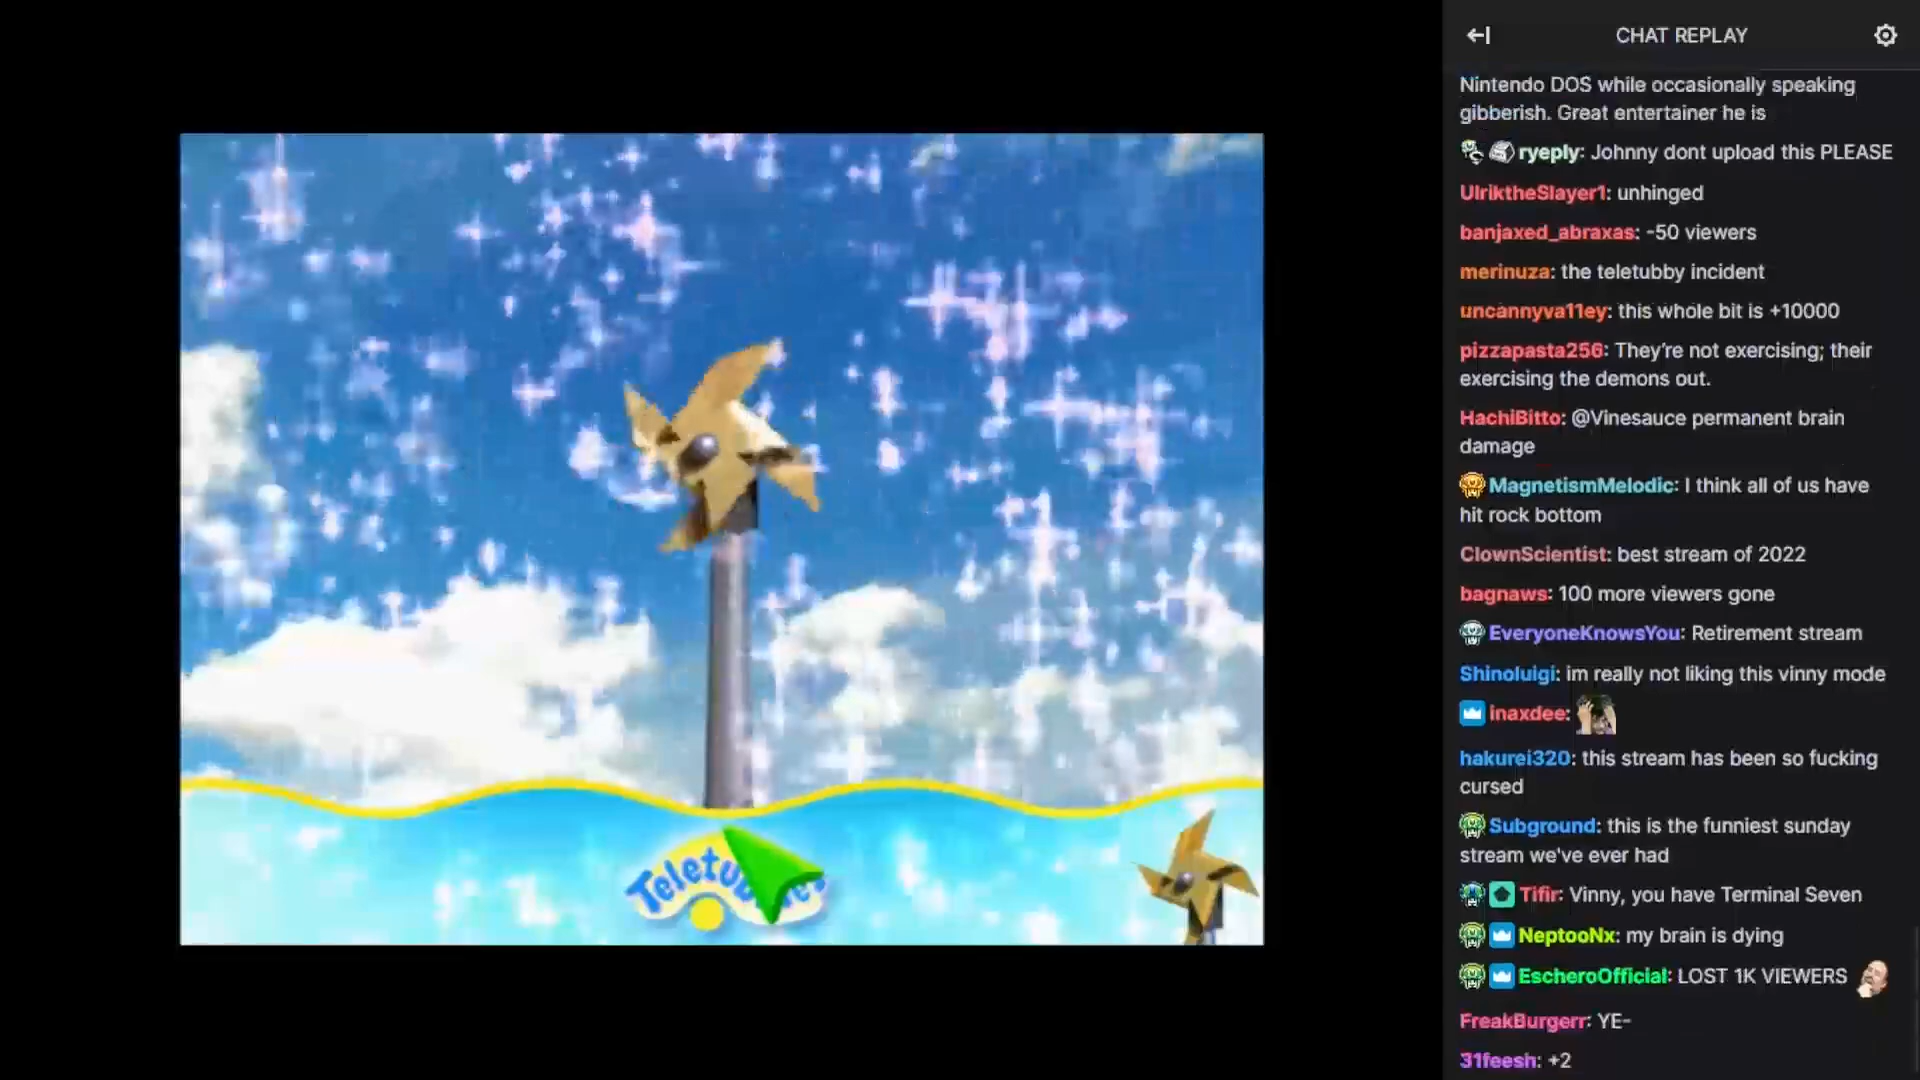 CHAT REPLAY
Nintendo DOS while occasionally speaking
gibberish. Great entertainer he is
ryeply: Johnny dont upload this PLEASE
UlriktheSlayer1: unhinged
banjaxed_abraxas: -50 viewers
merinuza: the teletubby incident
uncannyva11ey: this whole bit is +10000
pizzapasta256: They’re not exercising; their
exercising the demons out.
HachiBitto: @Vinesauce permanent brain
damage
MagnetismMelodic: I think all of us have
hit rock bottom
ClownScientist: best stream of 2022
bagnaws: 100 more viewers gone
EveryoneKnowsYou: Retirement stream
Shinoluigi: im really not liking this vinny mode
inaxdee:
hakurei320: this stream has been so fucking
cursed
Subground: this is the funniest sunday
stream we've ever had
Tifir: Vinny, you have Terminal Seven
NeptooNx: my brain is dying
EscheroOfficial: LOST 1K VIEWERS
FreakBurgerr: YE-
31feesh: +2